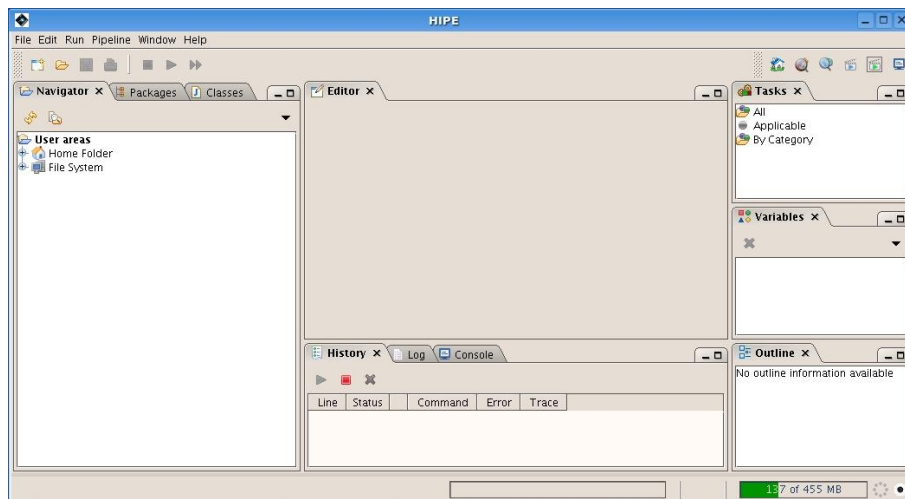 HIPE
File Edit Run Pipeline Window Help
Navigator Packages Classes
User areas
Home Folder
File System
Editor
Tasks
All
Applicable
By Category
Variables
History Log Console
Line Status Command Error Trace
Outline
No outline information available
137 of 455 MB